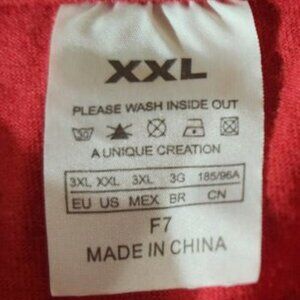 XXL
PLEASE WASH INSIDE OUT
30
A UNIQUE CREATION
3XL XXL 3XL 3G 185/96A
EU US MEX BR CN
F7
MADE IN CHINA